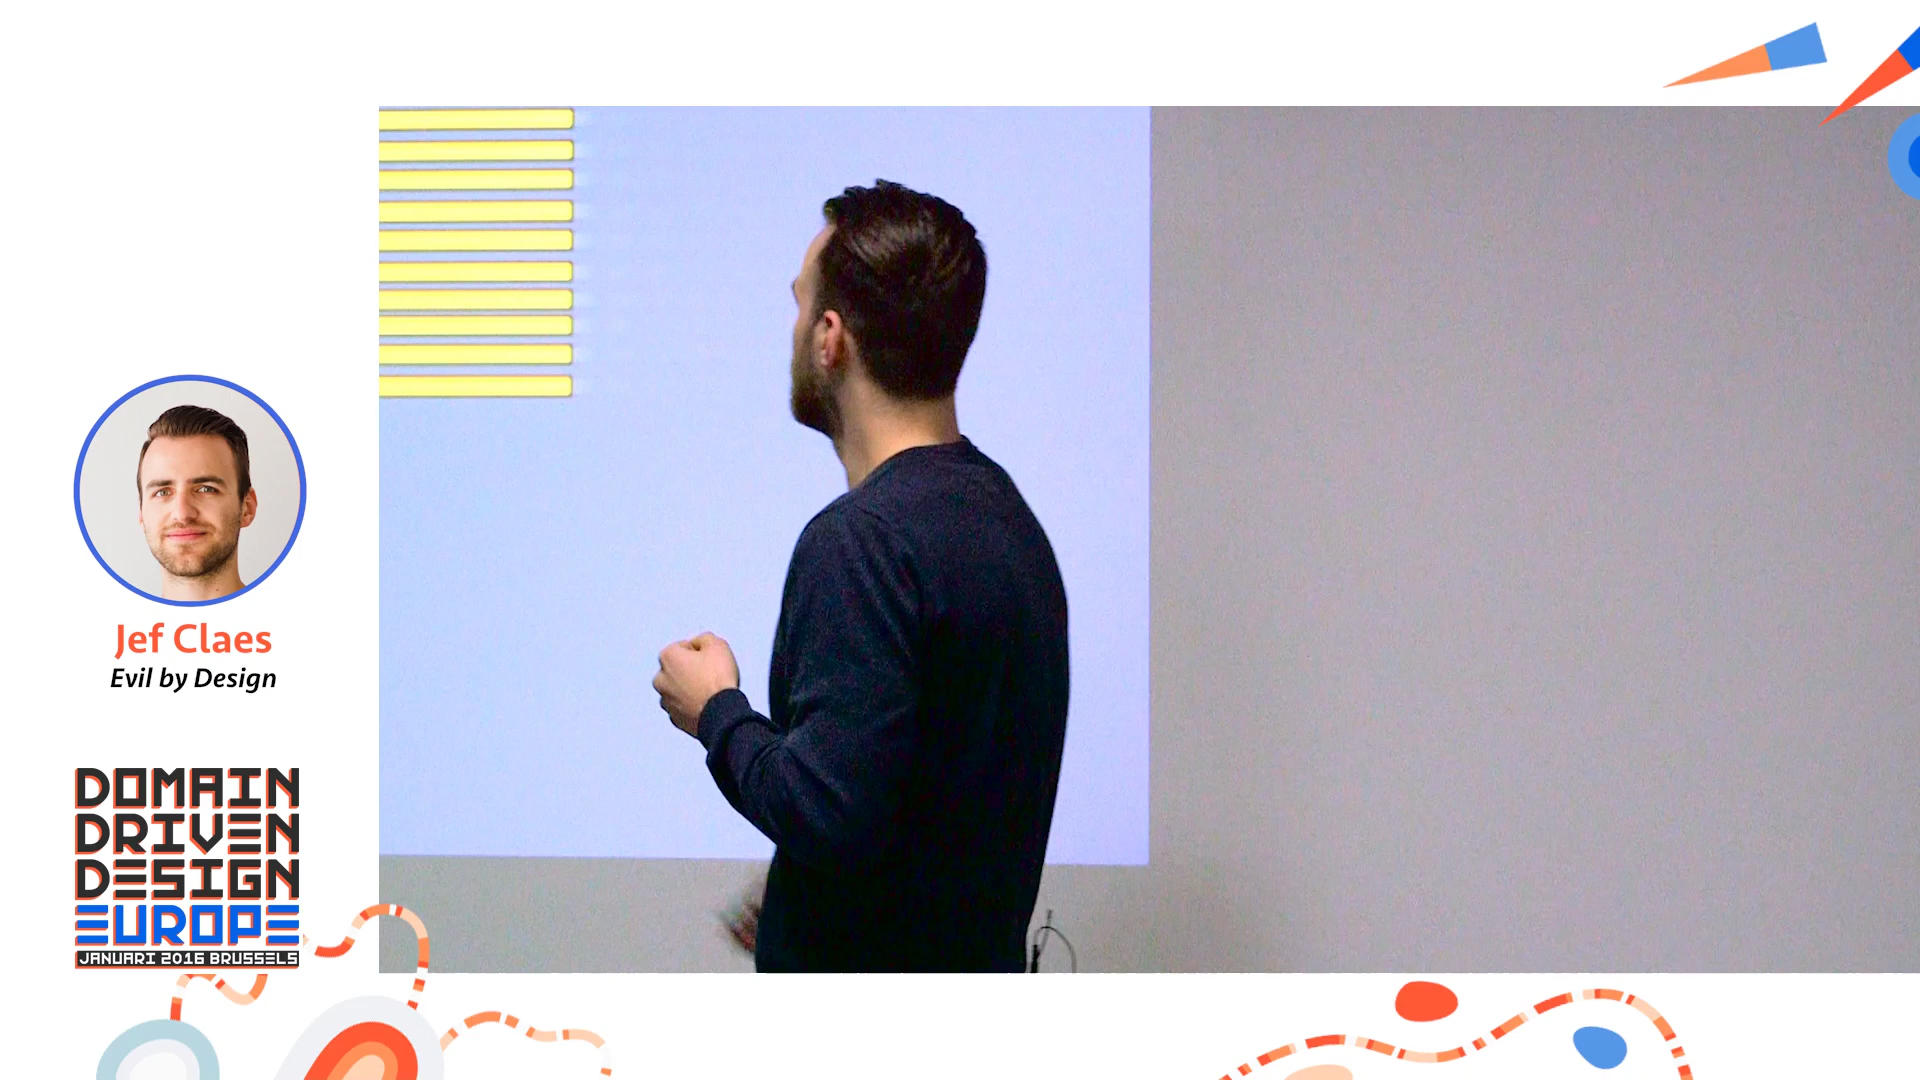 Jef Claes
Evil by Design
DOMAIN
DRIVEN
DESIGN
EUROPE
JANUARI 2016 BRUSSELS